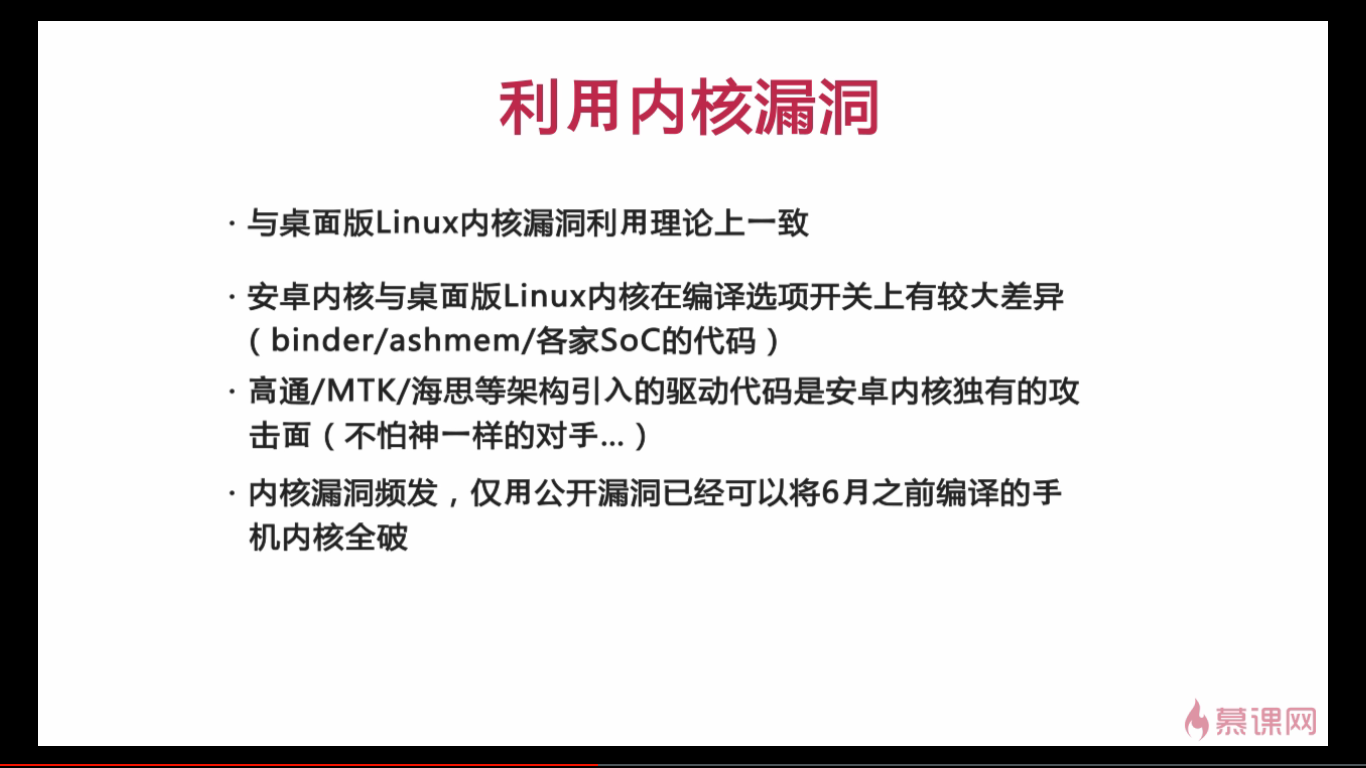 利用内核漏洞
· 与桌面版Linux内核漏洞利用理论上一致
· 安卓内核与桌面版Linux内核在编译选项开关上有较大差异
（binder/ashmem/各家SoC的代码）
· 高通/MTK/海思等架构引入的驱动代码是安卓内核独有的攻
击面（不怕神一样的对手...）
· 内核漏洞频发，仅用公开漏洞已经可以将6月之前编译的手
机内核全破
慕课网